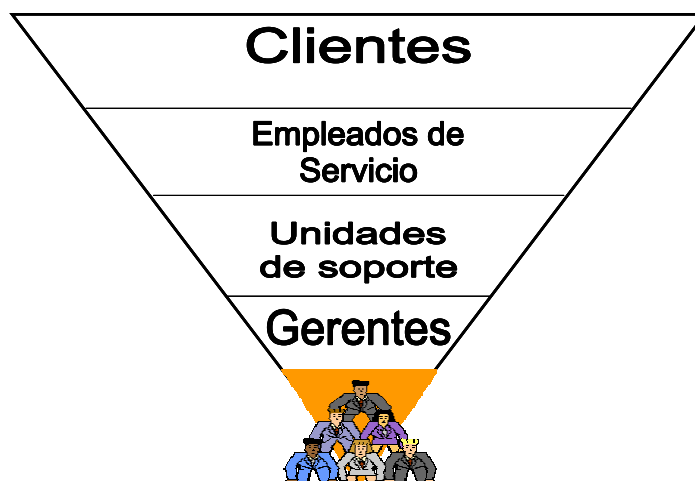 Clientes
Empleados de
Servicio
Unidades
de soporte
Gerentes